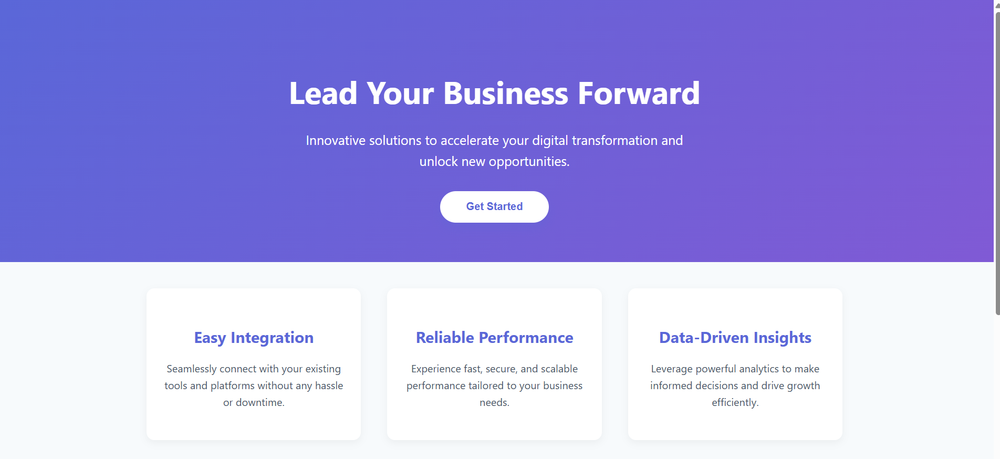 Lead Your Business Forward
Innovative solutions to accelerate your digital transformation and
unlock new opportunities.
Get Started
Easy Integration
Seamlessly connect with your existing
tools and platforms without any hassle
or downtime.
Reliable Performance
Experience fast, secure, and scalable
performance tailored to your business
needs.
Data-Driven Insights
Leverage powerful analytics to make
informed decisions and drive growth
efficiently.